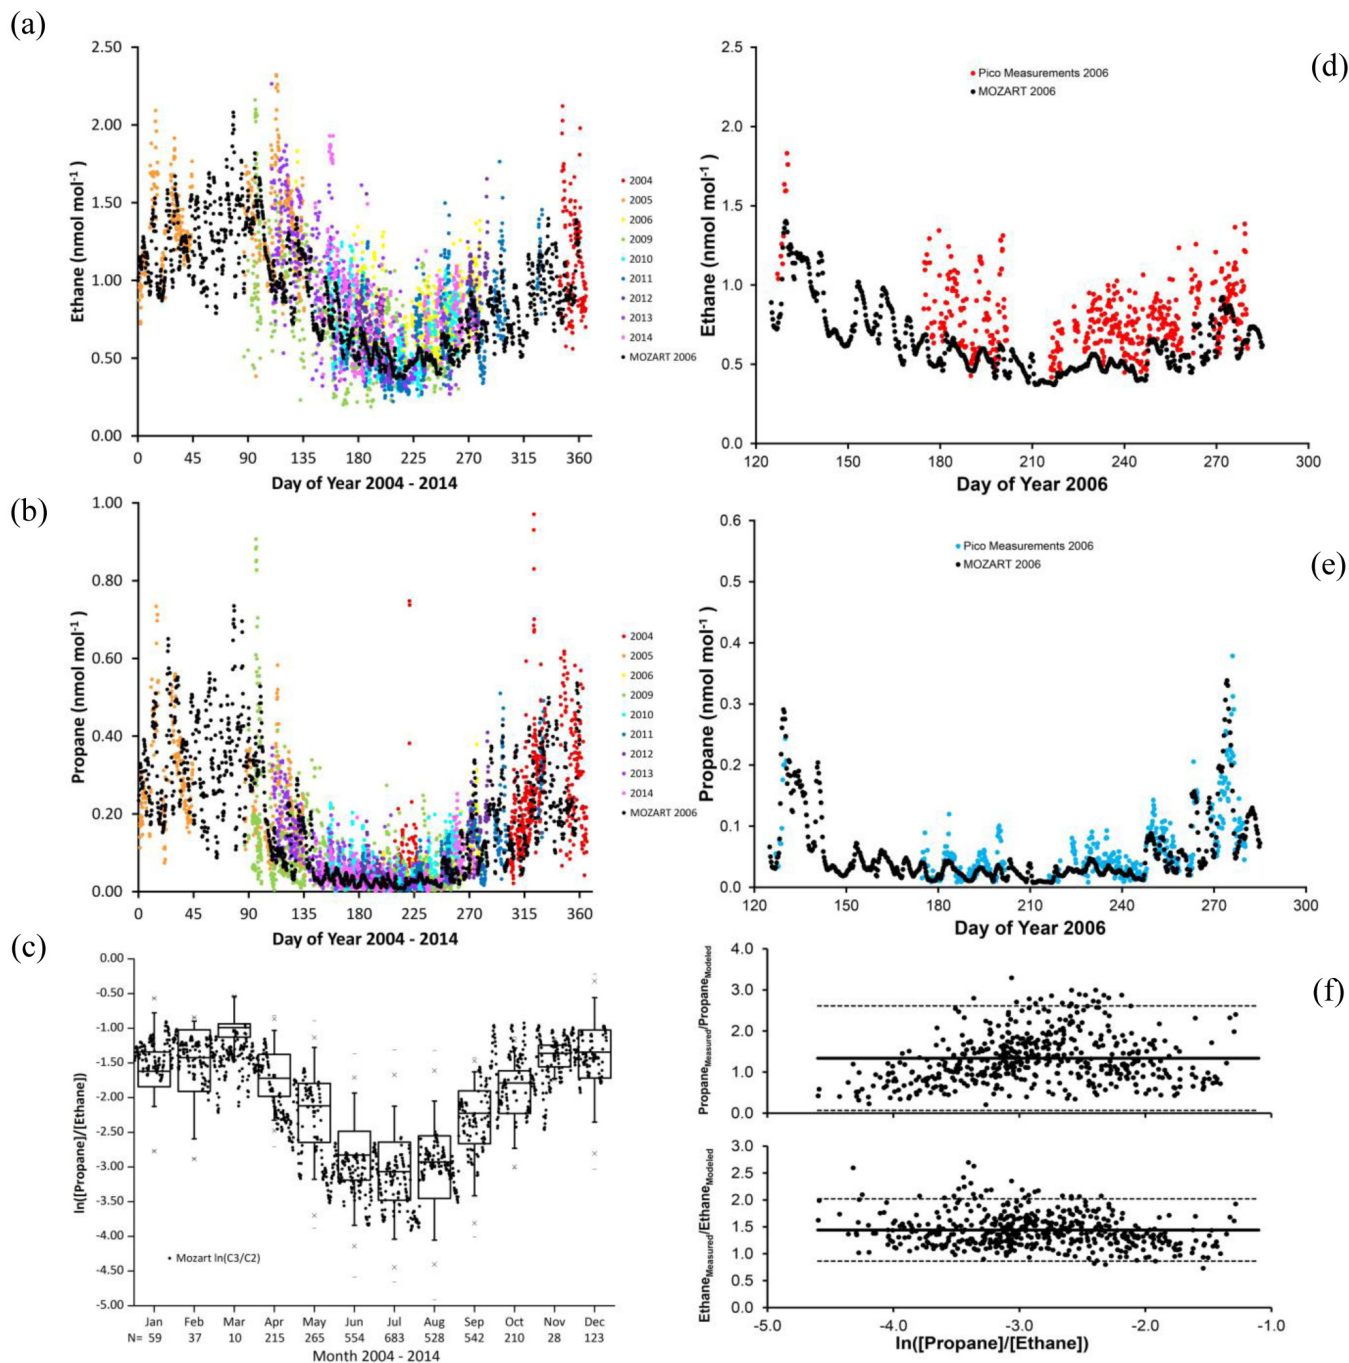 (a)
2.50
2.00
1.50
1.00
0.50
0.00
Ethane (nmol mol-1)
0 45 90 135 180 225 270 315 360
Day of Year 2004 - 2014
2004
2005
2006
2009
2010
2011
2012
2013
2014
MOZART 2006
(d)
2.5
2.0
1.5
1.0
0.5
0.0
Ethane (nmol mol-1)
120 150 180 210 240 270 300
Day of Year 2006
Pico Measurements 2006
MOZART 2006
(b)
1.00
0.80
0.60
0.40
0.20
0.00
Propane (nmol mol-1)
0 45 90 135 180 225 270 315 360
Day of Year 2004 - 2014
2004
2005
2006
2009
2010
2011
2012
2013
2014
MOZART 2006
(e)
0.6
0.5
0.4
0.3
0.2
0.1
0.0
Propane (nmol mol-1)
120 150 180 210 240 270 300
Day of Year 2006
Pico Measurements 2006
MOZART 2006
(c)
0.00
-0.50
-1.00
-1.50
-2.00
-2.50
-3.00
-3.50
-4.00
-4.50
-5.00
ln([Propane]/[Ethane])
Mozart ln(C3/C2)
Jan Feb Mar Apr May Jun Jul Aug Sep Oct Nov Dec
N= 59 37 10 215 265 554 683 528 542 210 28 123
Month 2004 - 2014
(f)
4.0
3.0
2.0
1.0
0.0
PropaneMeasured/PropaneModeled
3.0
2.5
2.0
1.5
1.0
0.5
0.0
EthaneMeasured/EthaneModeled
-5.0 -4.0 -3.0 -2.0 -1.0
ln([Propane]/[Ethane])